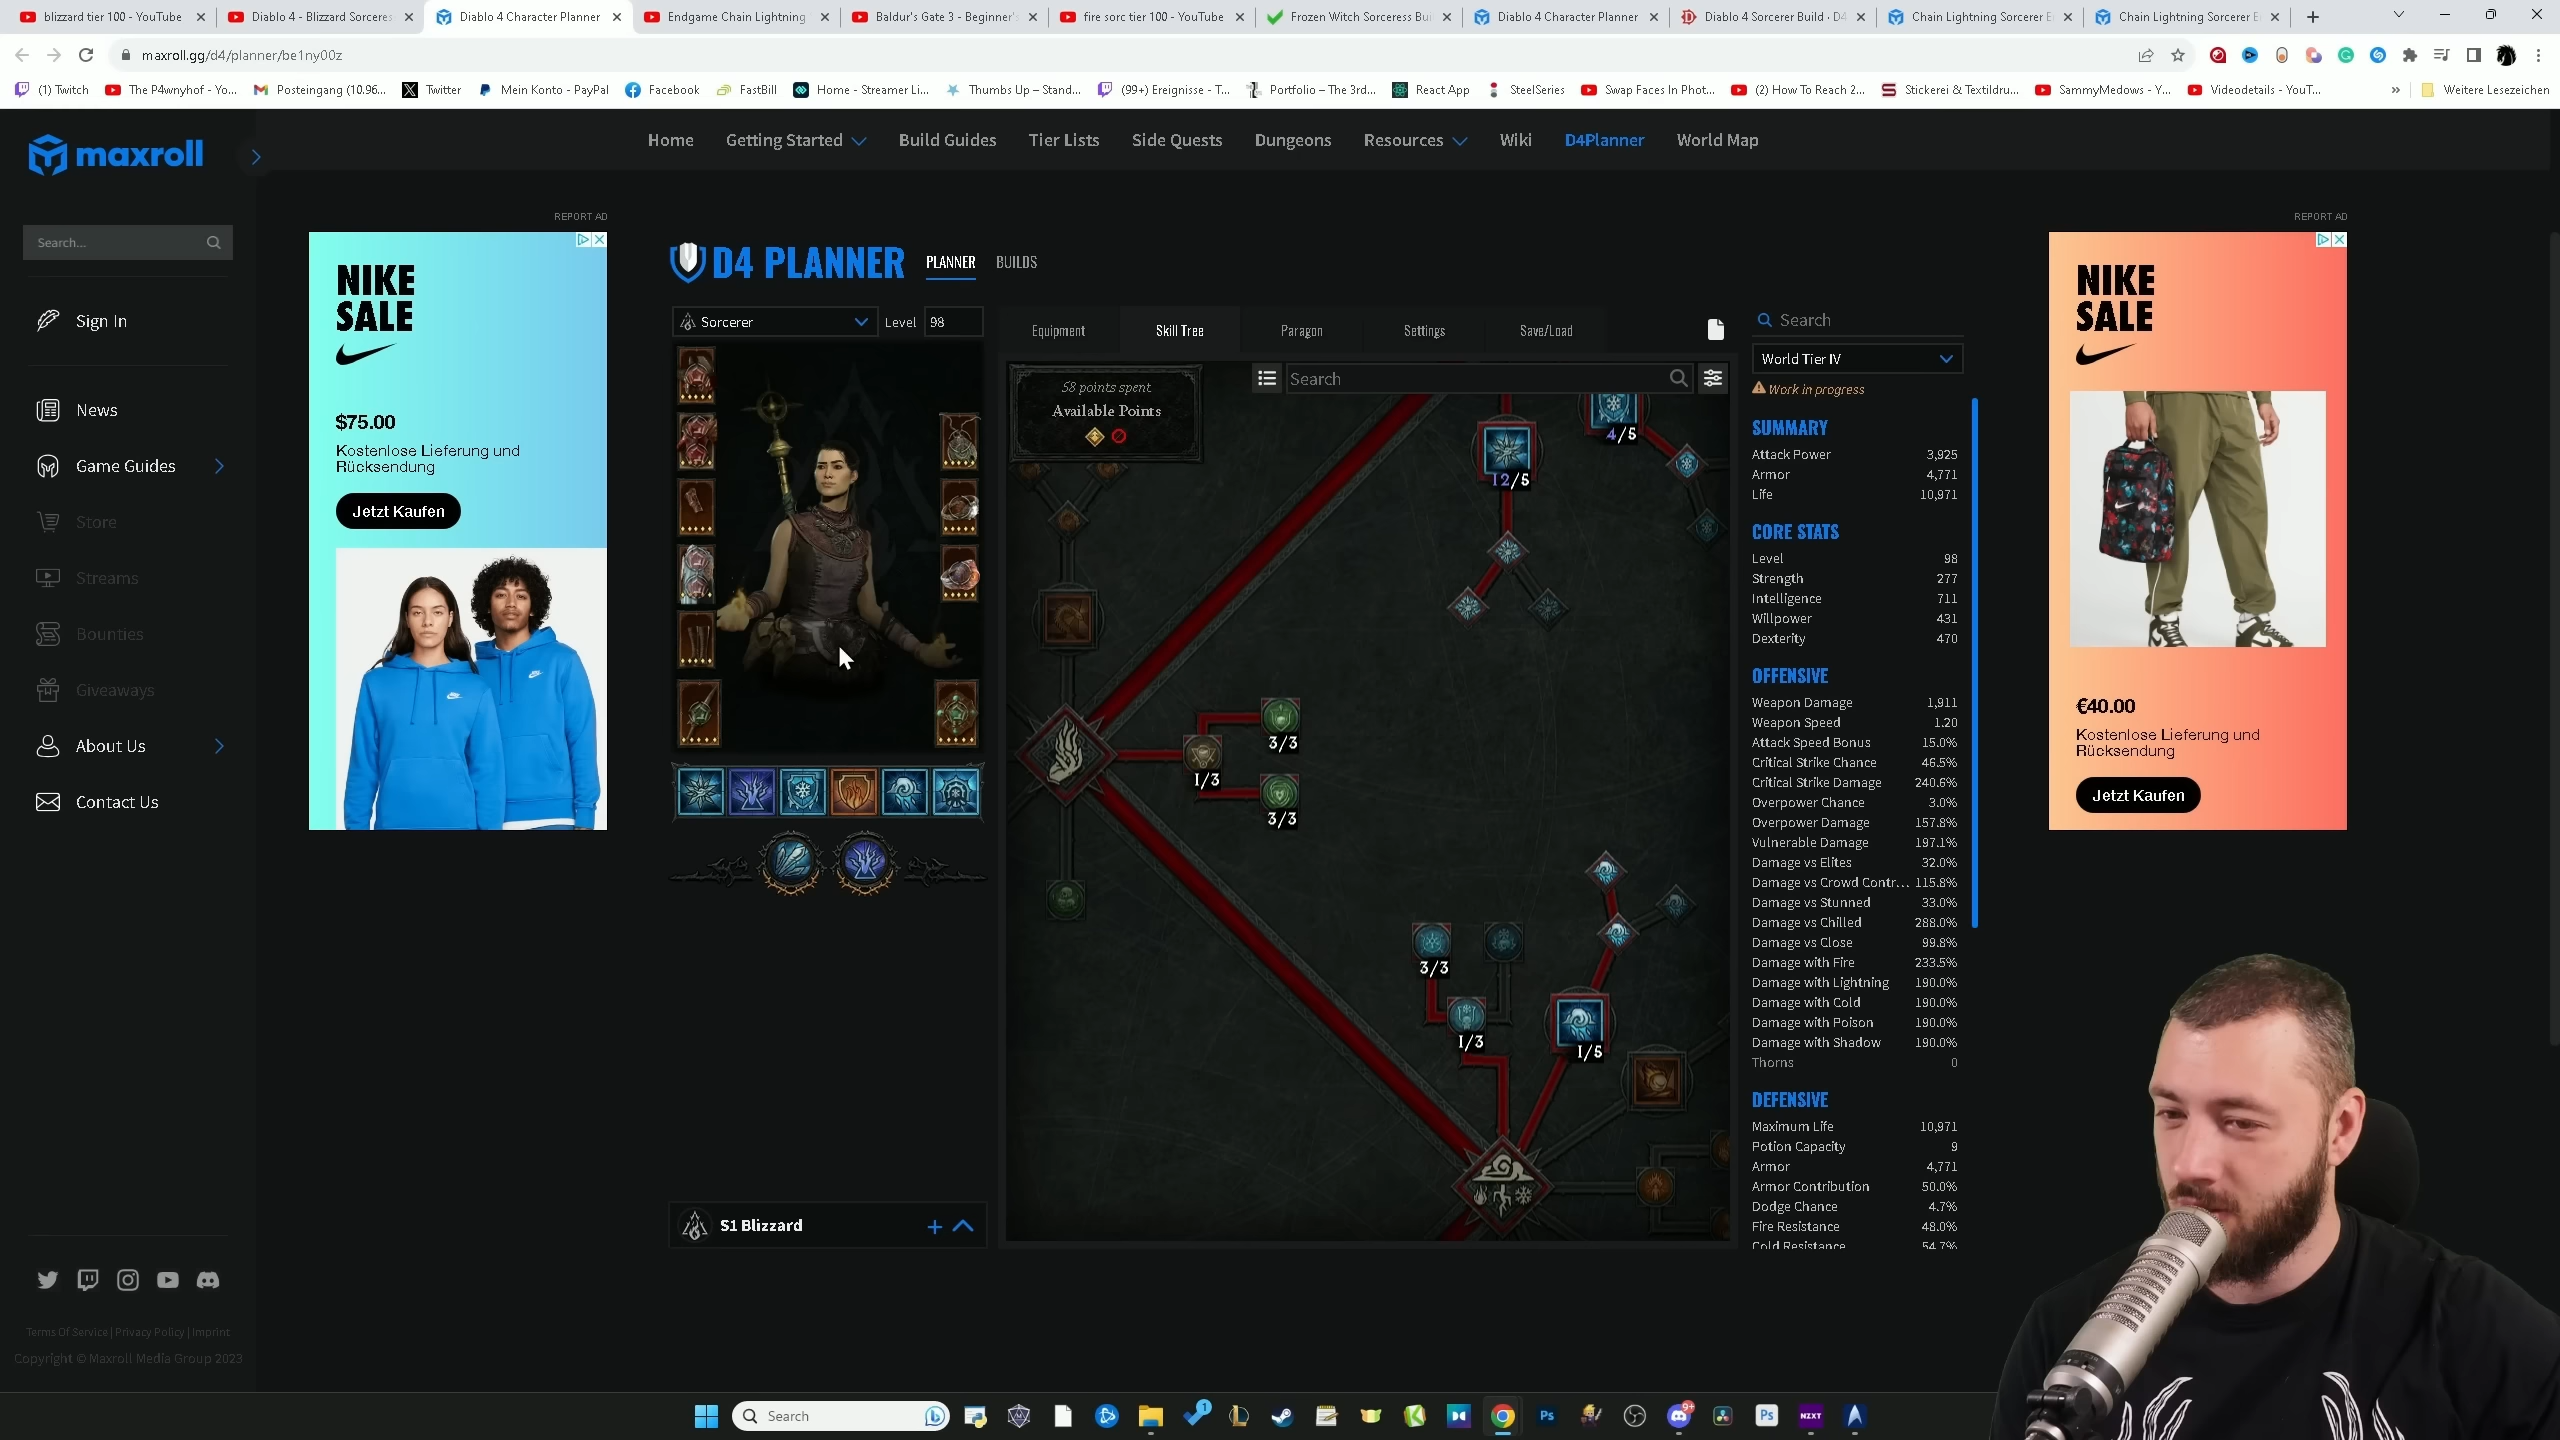 blizzard tier 100 - YouTube
Diablo 4 - Blizzard Sorceres
Diablo 4 Character Planner
Endgame Chain Lightning
Baldur's Gate 3 - Beginner'
fire sorc tier 100 - YouTube
Frozen Witch Sorceress Bui
Diablo 4 Character Planner
Diablo 4 Sorcerer Build · D4
Chain Lightning Sorcerer E
Chain Lightning Sorcerer E
maxroll.gg/d4/planner/be1ny00z
(1) Twitch
The P4wnyhof - Yo...
Posteingang (10.96...
Twitter
Mein Konto - PayPal
Facebook
FastBill
Home - Streamer Li...
Thumbs Up – Stand...
(99+) Ereignisse - T...
Portfolio – The 3rd...
React App
SteelSeries
Swap Faces In Phot...
(2) How To Reach 2...
Stickerei & Textildru...
SammyMedows - Y...
Videodetails - YouT...
»
Weitere Lesezeichen
maxroll
Home
Getting Started
Build Guides
Tier Lists
Side Quests
Dungeons
Resources
Wiki
D4Planner
World Map
Search...
Sign In
News
Game Guides
Store
Streams
Bounties
Giveaways
About Us
Contact Us
Terms Of Service | Privacy Policy | Imprint
Copyright © Maxroll Media Group 2023
REPORT AD
NIKE
SALE
$75.00
Kostenlose Lieferung und
Rücksendung
Jetzt Kaufen
D4 PLANNER
PLANNER
BUILDS
Sorcerer
Level
98
S1 Blizzard
Equipment
Skill Tree
Paragon
Settings
Save/Load
58 points spent
Available Points
Search
4/5
12/5
3/3
1/3
3/3
3/3
1/3
1/5
Search
World Tier IV
Work in progress
SUMMARY
Attack Power 3,925
Armor 4,771
Life 10,971
CORE STATS
Level 98
Strength 277
Intelligence 711
Willpower 431
Dexterity 470
OFFENSIVE
Weapon Damage 1,911
Weapon Speed 1.20
Attack Speed Bonus 15.0%
Critical Strike Chance 46.5%
Critical Strike Damage 240.6%
Overpower Chance 3.0%
Overpower Damage 157.8%
Vulnerable Damage 197.1%
Damage vs Elites 32.0%
Damage vs Crowd Contr... 115.8%
Damage vs Stunned 33.0%
Damage vs Chilled 288.0%
Damage vs Close 99.8%
Damage with Fire 233.5%
Damage with Lightning 190.0%
Damage with Cold 190.0%
Damage with Poison 190.0%
Damage with Shadow 190.0%
Thorns 0
DEFENSIVE
Maximum Life 10,971
Potion Capacity 9
Armor 4,771
Armor Contribution 50.0%
Dodge Chance 4.7%
Fire Resistance 48.0%
Cold Resistance 54.7%
REPORT AD
NIKE
SALE
€40.00
Kostenlose Lieferung und
Rücksendung
Jetzt Kaufen
Search
1
Ps
9+
Ps
NZXT